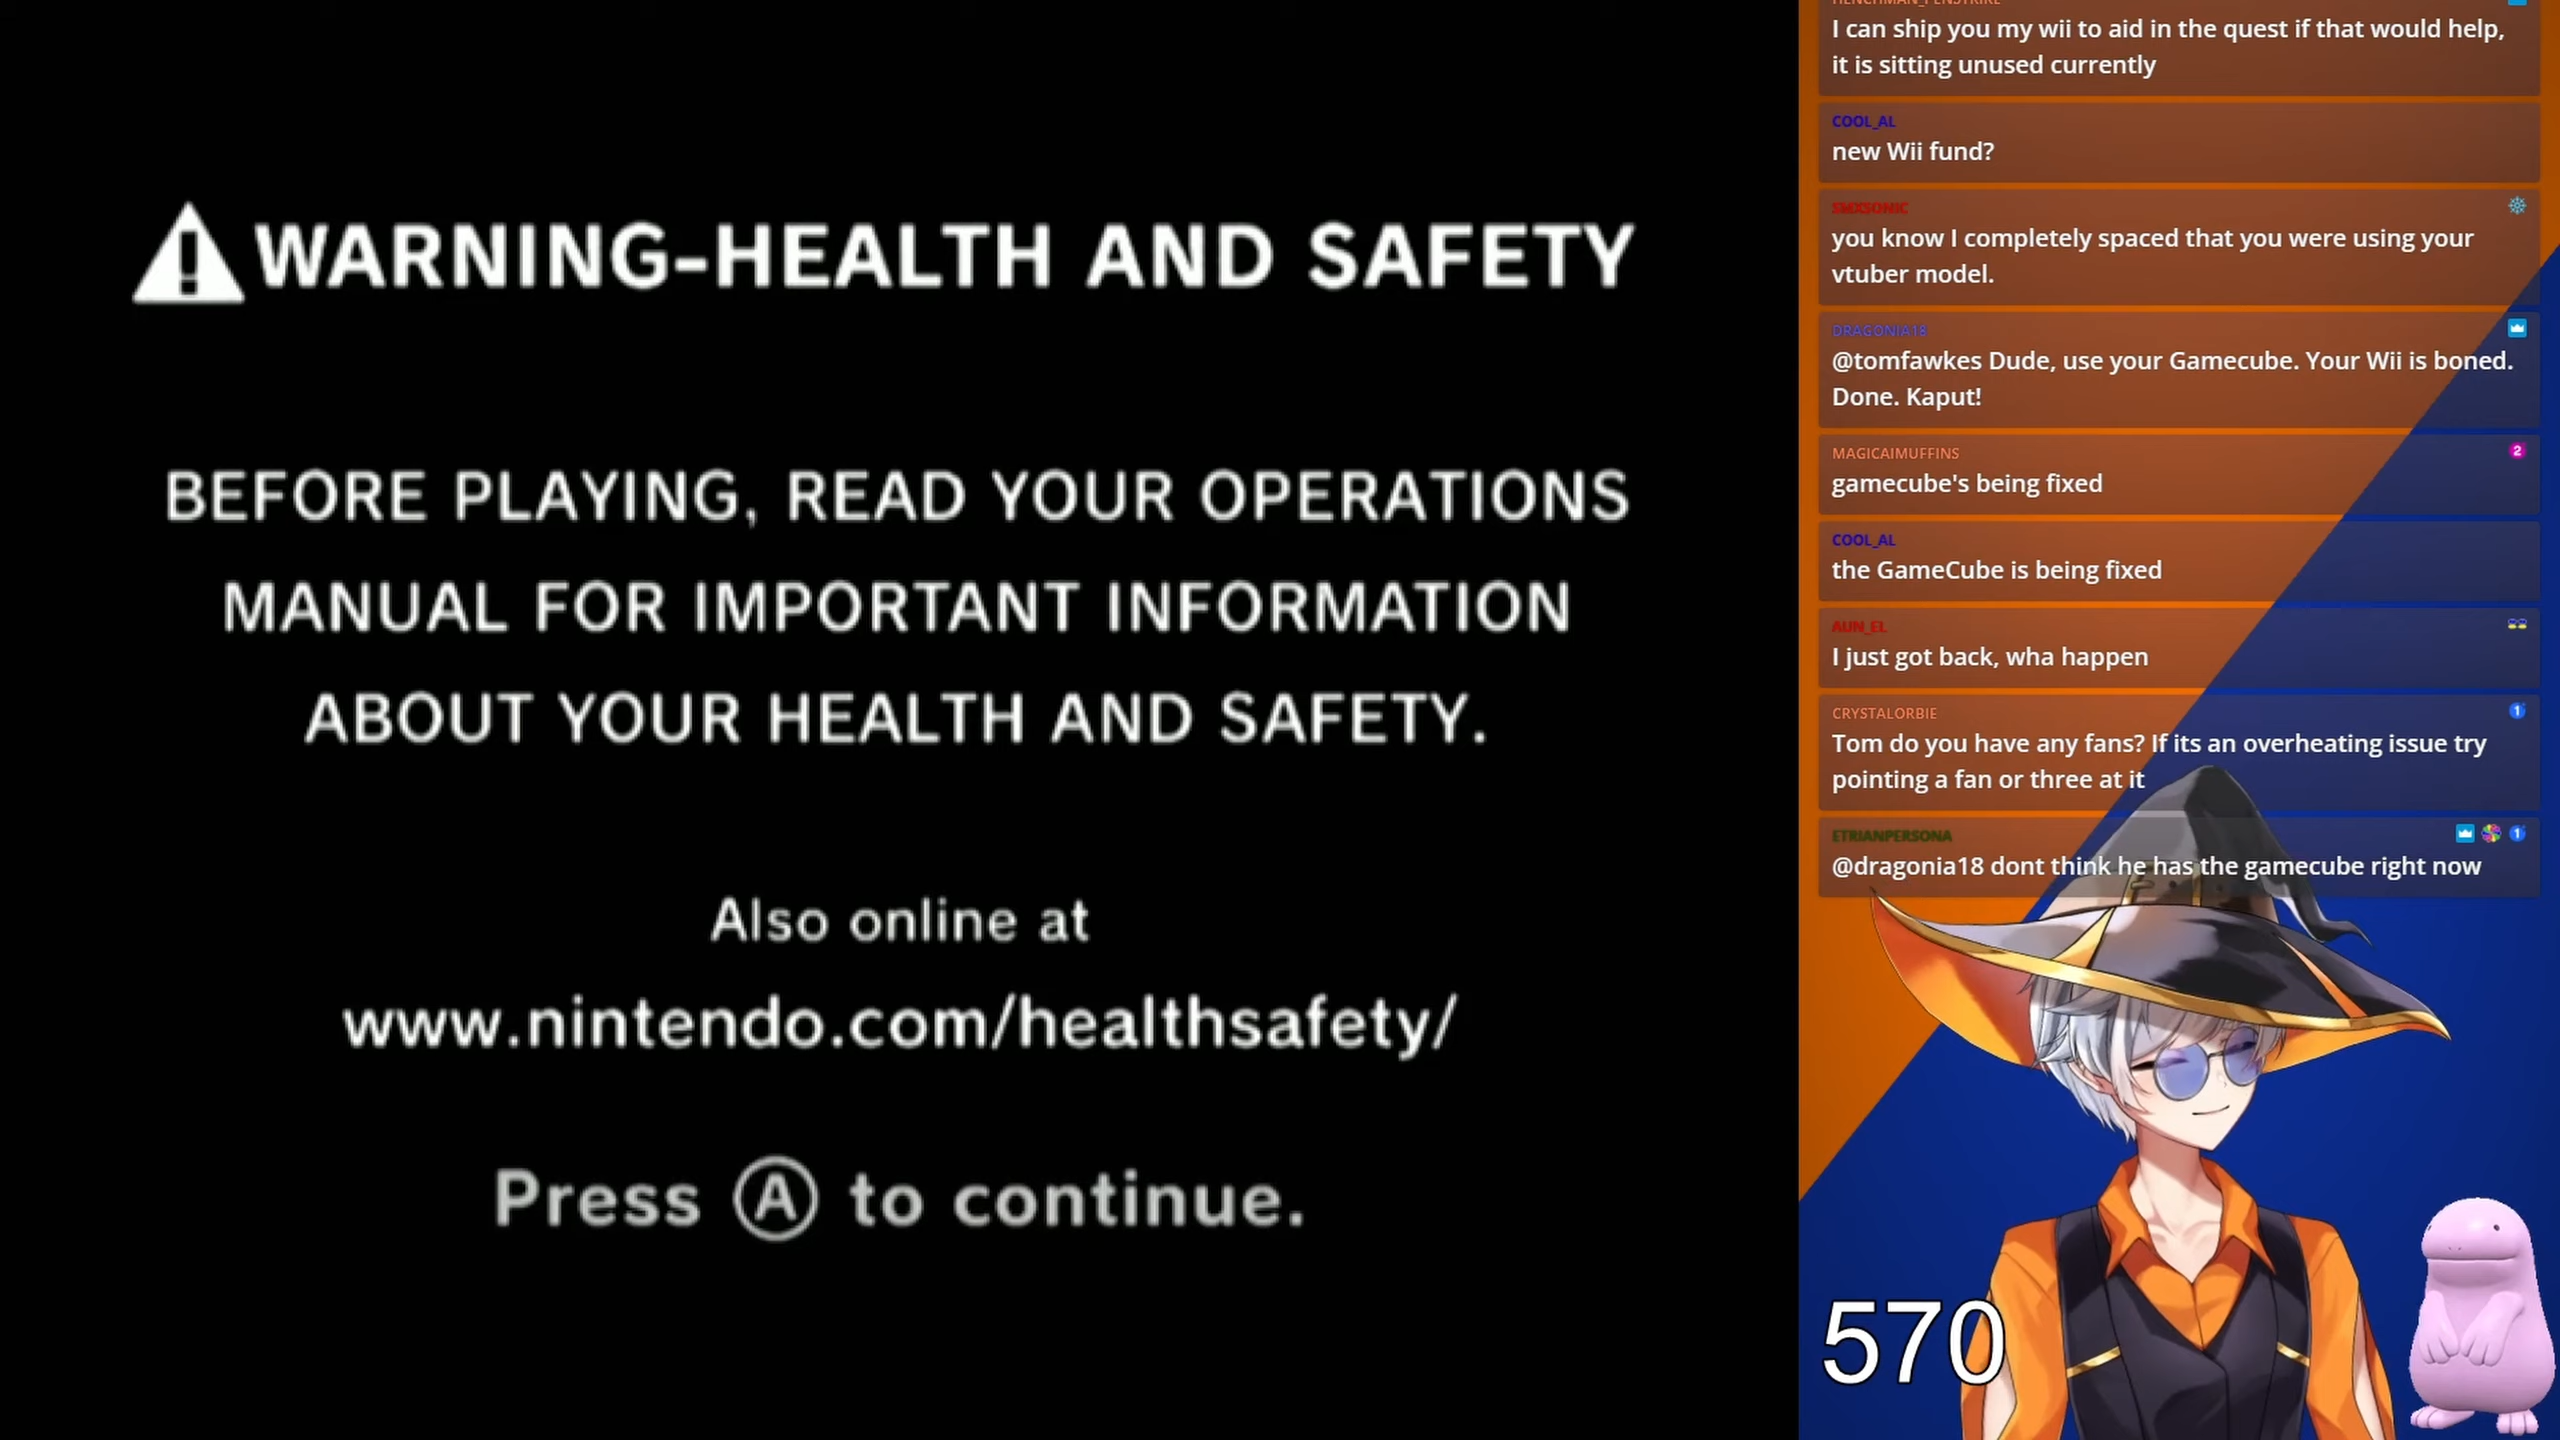 ⚠WARNING-HEALTH AND SAFETY
BEFORE PLAYING, READ YOUR OPERATIONS
MANUAL FOR IMPORTANT INFORMATION
ABOUT YOUR HEALTH AND SAFETY.
Also online at
www.nintendo.com/healthsafety/
Press Ⓐ to continue.
I can ship you my wii to aid in the quest if that would help,
it is sitting unused currently
COOL_AL
new Wii fund?
SMXSONIC
you know I completely spaced that you were using your
vtuber model.
DRAGONIA18
@tomfawkes Dude, use your Gamecube. Your Wii is boned.
Done. Kaput!
MAGICAIMUFFINS
2
gamecube's being fixed
COOL_AL
the GameCube is being fixed
AUN_EL
I just got back, wha happen
CRYSTALORBIE
1
Tom do you have any fans? If its an overheating issue try
pointing a fan or three at it
ETRIANPERSONA
1
@dragonia18 dont think he has the gamecube right now
570